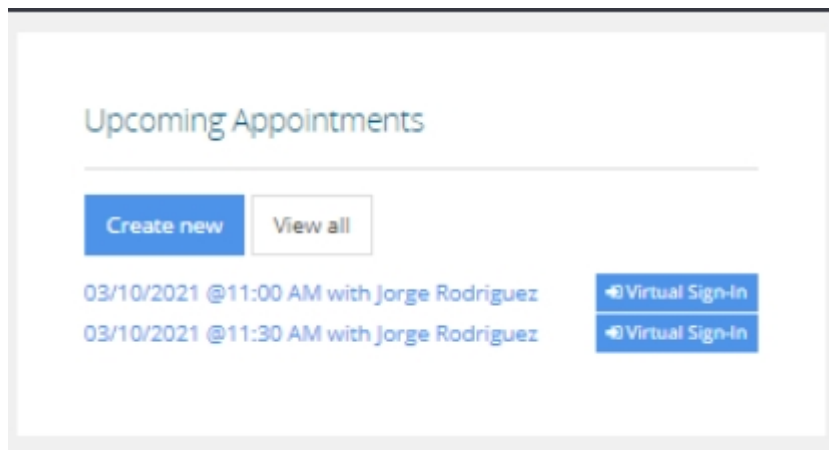 Upcoming Appointments
Create new View all
03/10/2021 @11:00 AM with Jorge Rodriguez Virtual Sign-In
03/10/2021 @11:30 AM with Jorge Rodriguez Virtual Sign-In